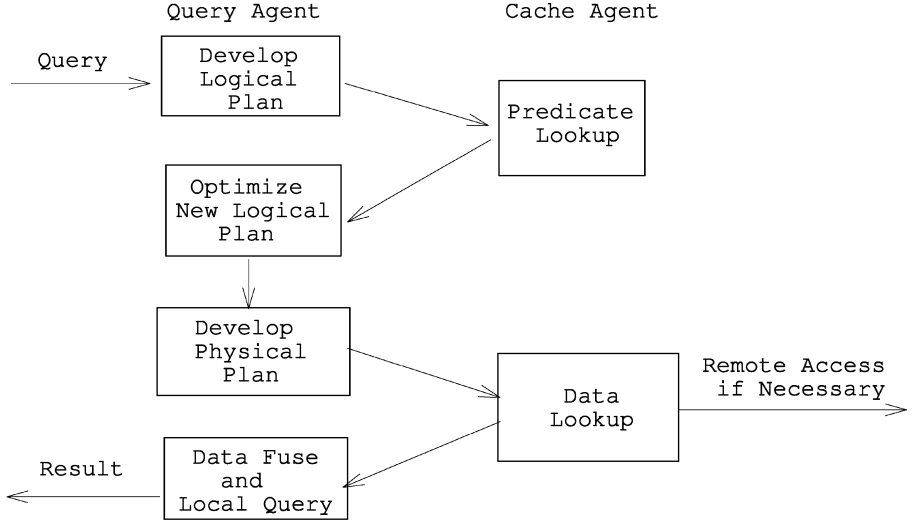 Query Agent
Cache Agent
Query
Develop
Logical
Plan
Predicate
Lookup
Optimize
New Logical
Plan
Develop
Physical
Plan
Data
Lookup
Remote Access
if Necessary
Data Fuse
and
Local Query
Result